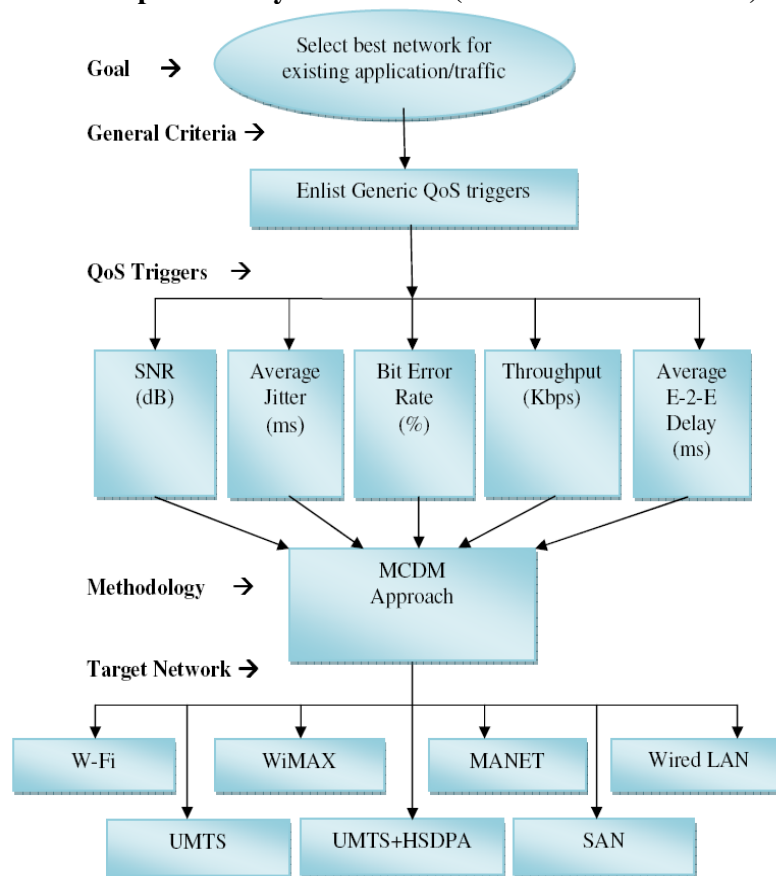 Goal →
Select best network for
existing application/traffic
General Criteria →
Enlist Generic QoS triggers
QoS Triggers →
SNR
(dB)
Average
Jitter
(ms)
Bit Error
Rate
(%)
Throughput
(Kbps)
Average
E-2-E
Delay
(ms)
Methodology →
MCDM
Approach
Target Network →
W-Fi
WiMAX
MANET
Wired LAN
UMTS
UMTS+HSDPA
SAN